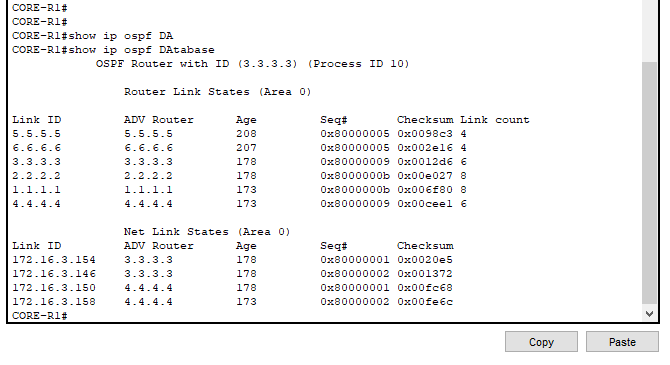 CORE-R1#
CORE-R1#
CORE-R1#show ip ospf DA
CORE-R1#show ip ospf DAtabase
OSPF Router with ID (3.3.3.3) (Process ID 10)
Router Link States (Area 0)
Link ID ADV Router Age Seq# Checksum Link count
5.5.5.5 5.5.5.5 208 0x80000005 0x0098c3 4
6.6.6.6 6.6.6.6 207 0x80000005 0x002e16 4
3.3.3.3 3.3.3.3 178 0x80000009 0x0012d6 6
2.2.2.2 2.2.2.2 178 0x8000000b 0x00e027 8
1.1.1.1 1.1.1.1 173 0x8000000b 0x006f80 8
4.4.4.4 4.4.4.4 173 0x80000009 0x00cee1 6
Net Link States (Area 0)
Link ID ADV Router Age Seq# Checksum
172.16.3.154 3.3.3.3 178 0x80000001 0x0020e5
172.16.3.146 3.3.3.3 178 0x80000002 0x001372
172.16.3.150 4.4.4.4 178 0x80000001 0x00fc68
172.16.3.158 4.4.4.4 173 0x80000002 0x00fe6c
CORE-R1#
Copy Paste